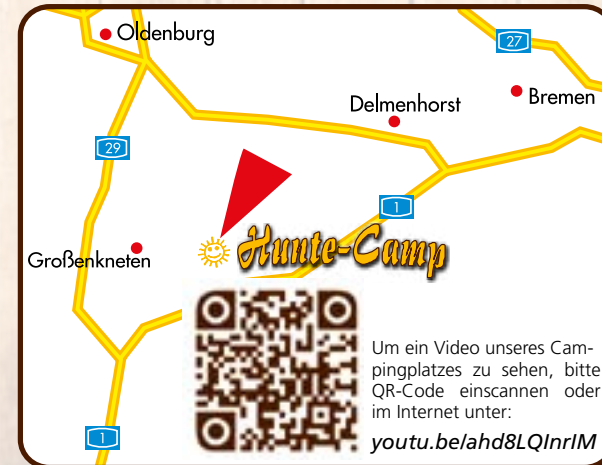 Oldenburg
27
Delmenhorst
Bremen
29
1
Großenkneten
Hunte-Camp
Um ein Video unseres Cam-
pingplatzes zu sehen, bitte
QR-Code einscannen oder
im Internet unter:
youtu.be/ahd8LQInrIM
1